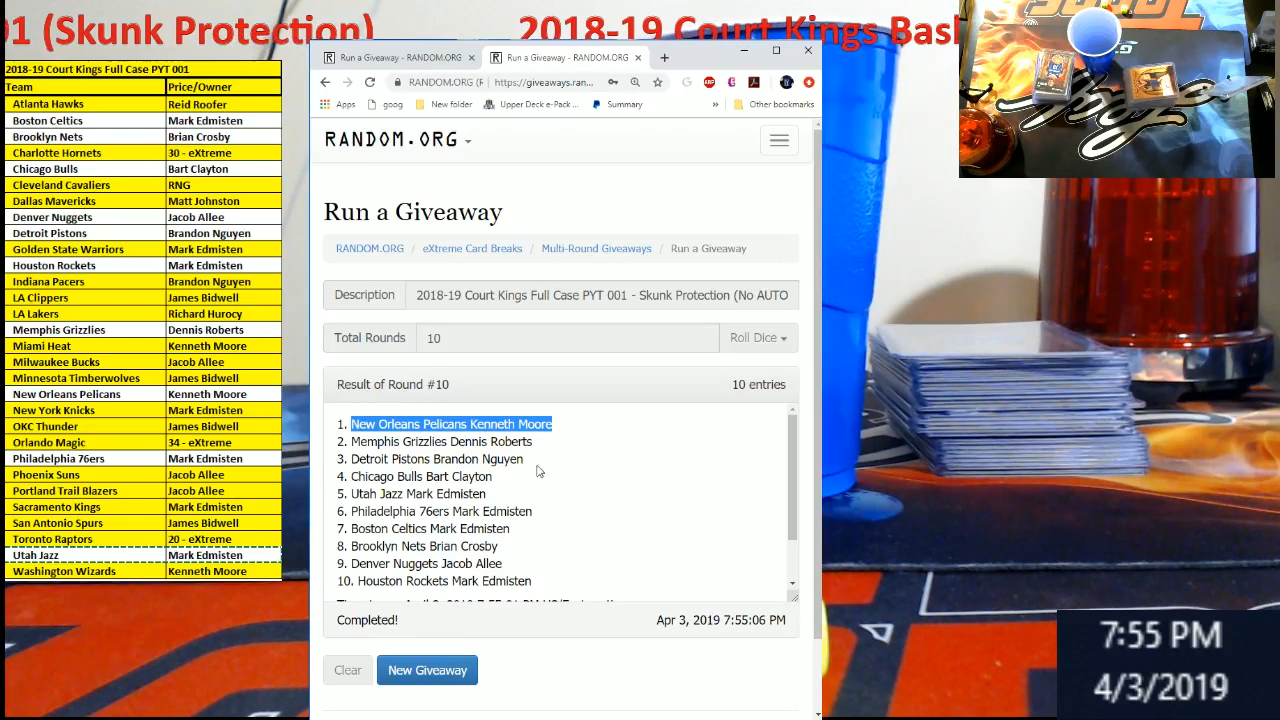 01 (Skunk Protection)
2018-19 Court Kings Bas
2018-19 Court Kings Full Case PYT 001
Team Price/Owner
Atlanta Hawks Reid Roofer
Boston Celtics Mark Edmisten
Brooklyn Nets Brian Crosby
Charlotte Hornets 30 - eXtreme
Chicago Bulls Bart Clayton
Cleveland Cavaliers RNG
Dallas Mavericks Matt Johnston
Denver Nuggets Jacob Allee
Detroit Pistons Brandon Nguyen
Golden State Warriors Mark Edmisten
Houston Rockets Mark Edmisten
Indiana Pacers Brandon Nguyen
LA Clippers James Bidwell
LA Lakers Richard Hurocy
Memphis Grizzlies Dennis Roberts
Miami Heat Kenneth Moore
Milwaukee Bucks Jacob Allee
Minnesota Timberwolves James Bidwell
New Orleans Pelicans Kenneth Moore
New York Knicks Mark Edmisten
OKC Thunder James Bidwell
Orlando Magic 34 - eXtreme
Philadelphia 76ers Mark Edmisten
Phoenix Suns Jacob Allee
Portland Trail Blazers Jacob Allee
Sacramento Kings Mark Edmisten
San Antonio Spurs James Bidwell
Toronto Raptors 20 - eXtreme
Utah Jazz Mark Edmisten
Washington Wizards Kenneth Moore
Run a Giveaway - RANDOM.ORG
Run a Giveaway - RANDOM.ORG
RANDOM.ORG [R https://giveaways.ran...
Apps goog New folder Upper Deck e-Pack ... Summary » Other bookmarks
RANDOM.ORG
Run a Giveaway
RANDOM.ORG / eXtreme Card Breaks / Multi-Round Giveaways / Run a Giveaway
Description 2018-19 Court Kings Full Case PYT 001 - Skunk Protection (No AUTO
Total Rounds 10 Roll Dice
Result of Round #10 10 entries
1. New Orleans Pelicans Kenneth Moore
2. Memphis Grizzlies Dennis Roberts
3. Detroit Pistons Brandon Nguyen
4. Chicago Bulls Bart Clayton
5. Utah Jazz Mark Edmisten
6. Philadelphia 76ers Mark Edmisten
7. Boston Celtics Mark Edmisten
8. Brooklyn Nets Brian Crosby
9. Denver Nuggets Jacob Allee
10. Houston Rockets Mark Edmisten
Completed! Apr 3, 2019 7:55:06 PM
Clear New Giveaway
7:55 PM
4/3/2019